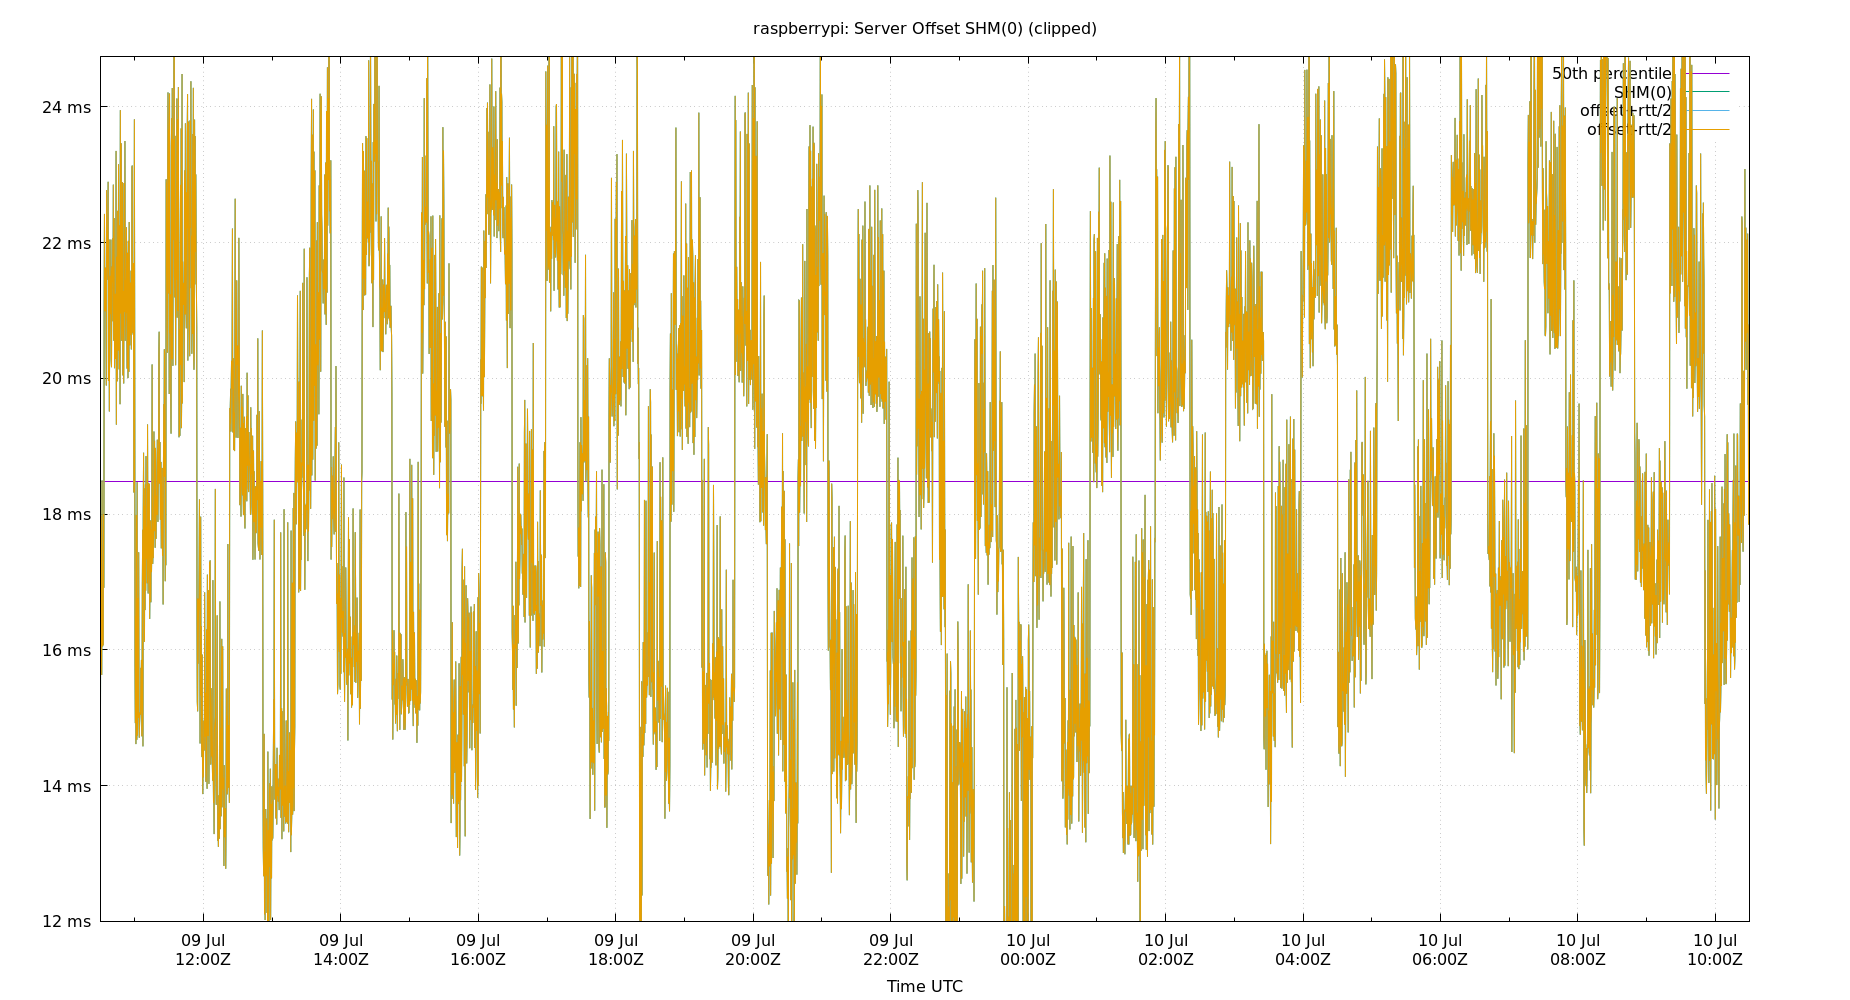 raspberrypi: Server Offset SHM(0) (clipped)
50th percentile
SHM(0)
offset+rtt/2
offset-rtt/2
24 ms
22 ms
20 ms
18 ms
16 ms
14 ms
12 ms
09 Jul 09 Jul 09 Jul 09 Jul 09 Jul 09 Jul 10 Jul 10 Jul 10 Jul 10 Jul 10 Jul 10 Jul
12:00Z 14:00Z 16:00Z 18:00Z 20:00Z 22:00Z 00:00Z 02:00Z 04:00Z 06:00Z 08:00Z 10:00Z
Time UTC